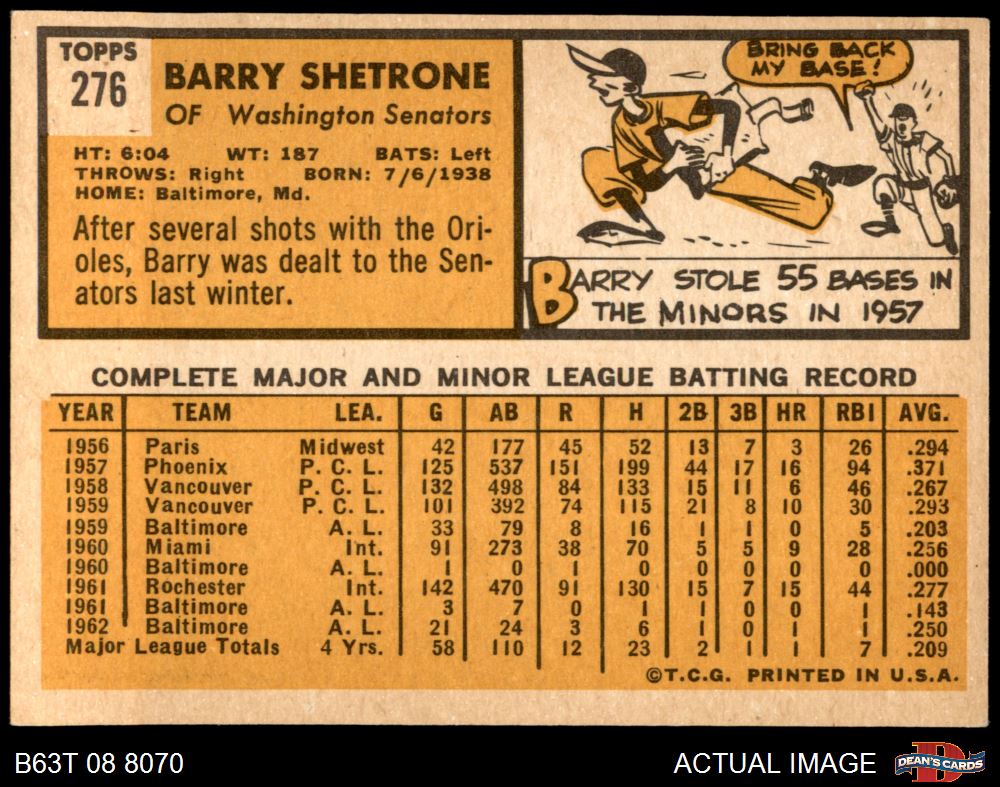 TOPPS
276
BARRY SHETRONE
OF Washington Senators
HT: 6:04 WT: 187 BATS: Left
THROWS: Right BORN: 7/6/1938
HOME: Baltimore, Md.
After several shots with the Ori-
oles, Barry was dealt to the Sen-
ators last winter.
BRING BACK
MY BASE!
BARRY STOLE 55 BASES IN
THE MINORS IN 1957
COMPLETE MAJOR AND MINOR LEAGUE BATTING RECORD
YEAR TEAM LEA. G AB R H 2B 3B HR RBI AVG.
1956 Paris Midwest 42 177 45 52 13 7 3 26 .294
1957 Phoenix P. C. L. 125 537 151 199 44 17 16 94 .371
1958 Vancouver P. C. L. 132 498 84 133 15 11 6 46 .267
1959 Vancouver P. C. L. 101 392 74 115 21 8 10 30 .293
1959 Baltimore A. L. 33 79 8 16 1 1 0 5 .203
1960 Miami Int. 91 273 38 70 5 5 9 28 .256
1960 Baltimore A. L. 1 0 1 0 0 0 0 0 .000
1961 Rochester Int. 142 470 91 130 15 7 15 44 .277
1961 Baltimore A. L. 3 7 0 1 1 0 0 1 .143
1962 Baltimore A. L. 21 24 3 6 1 0 1 1 .250
Major League Totals 4 Yrs. 58 110 12 23 2 1 1 7 .209
©T.C.G. PRINTED IN U.S.A.
B63T 08 8070
ACTUAL IMAGE
DEAN'S CARDS